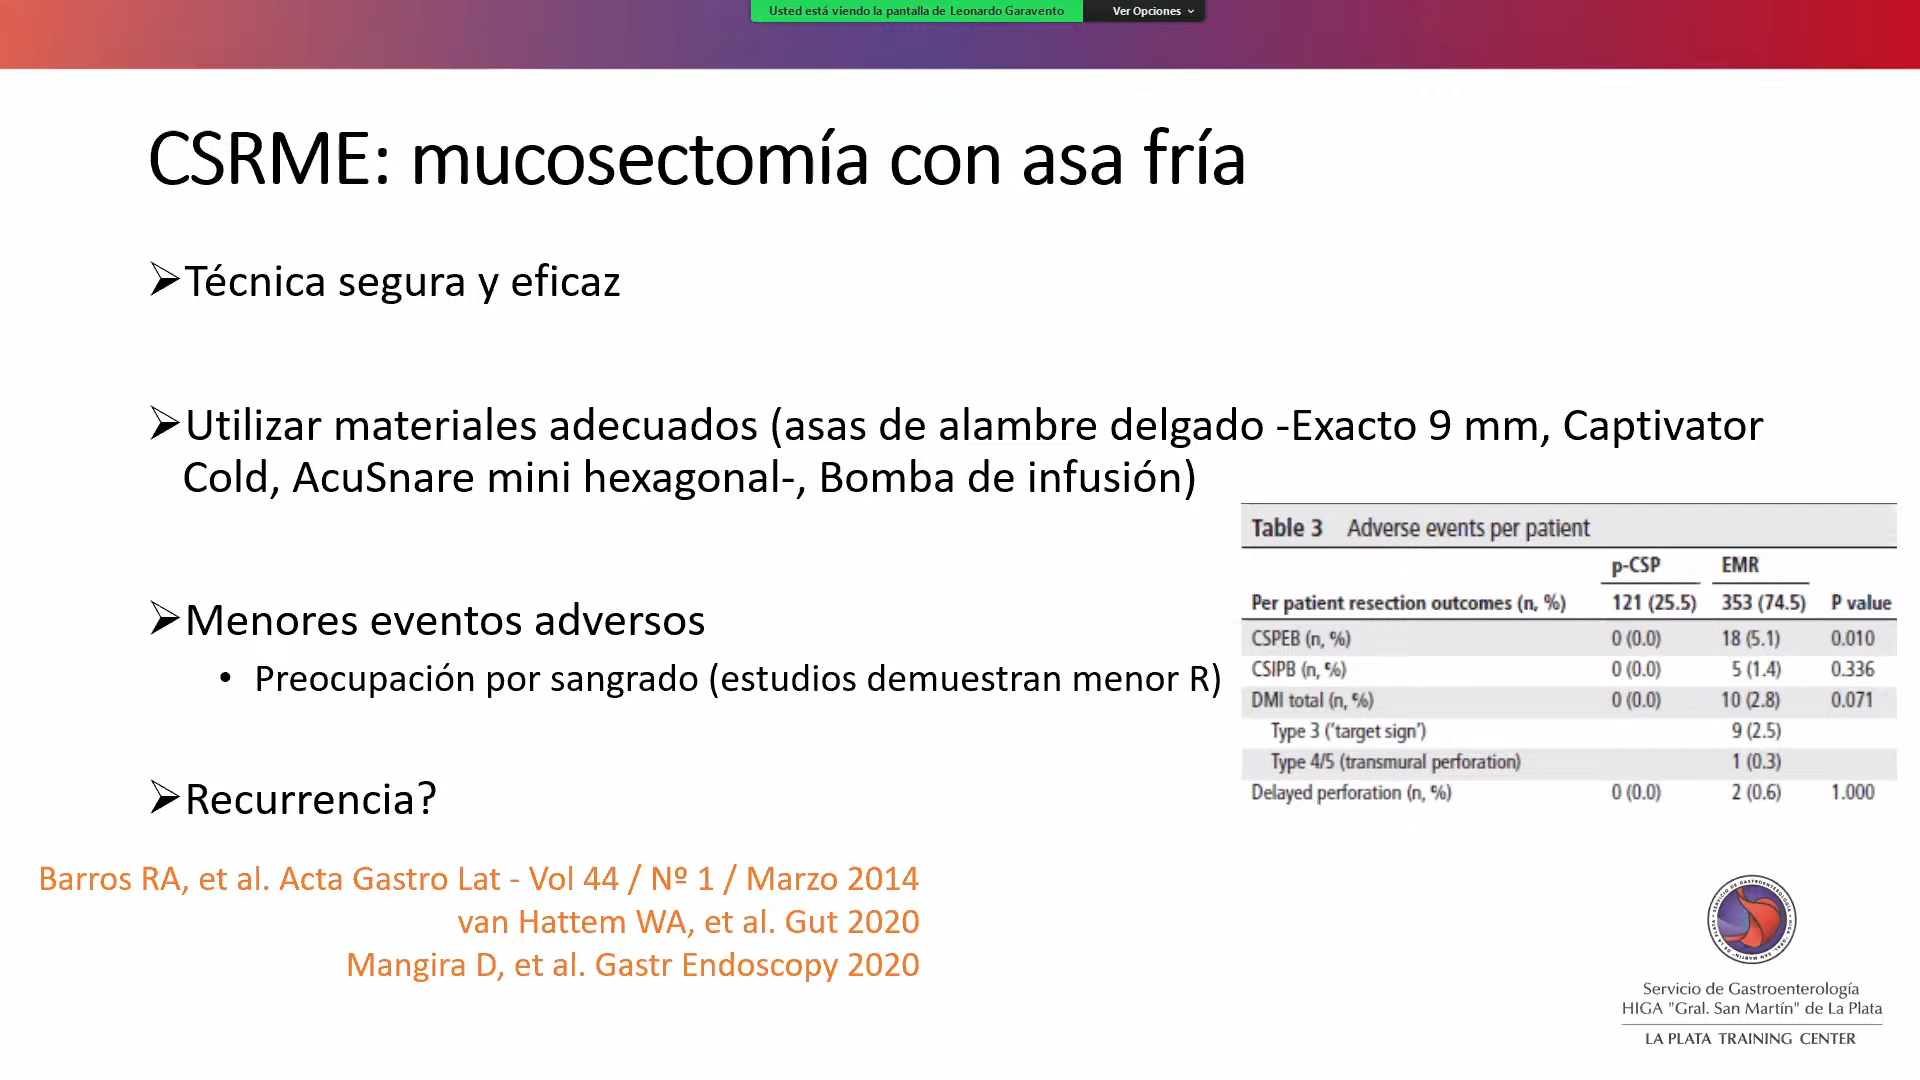 Usted está viendo la pantalla de Leonardo Garavento Ver Opciones
CSRME: mucosectomía con asa fría
Técnica segura y eficaz
Utilizar materiales adecuados (asas de alambre delgado -Exacto 9 mm, Captivator
Cold, AcuSnare mini hexagonal-, Bomba de infusión)
Menores eventos adversos
• Preocupación por sangrado (estudios demuestran menor R)
Recurrencia?
Table 3 Adverse events per patient
p-CSP EMR
Per patient resection outcomes (n, %) 121 (25.5) 353 (74.5) P value
CSPEB (n, %) 0 (0.0) 18 (5.1) 0.010
CSIPB (n, %) 0 (0.0) 5 (1.4) 0.336
DMI total (n, %) 0 (0.0) 10 (2.8) 0.071
Type 3 ('target sign') 9 (2.5)
Type 4/5 (transmural perforation) 1 (0.3)
Delayed perforation (n, %) 0 (0.0) 2 (0.6) 1.000
Barros RA, et al. Acta Gastro Lat - Vol 44 / Nº 1 / Marzo 2014
van Hattem WA, et al. Gut 2020
Mangira D, et al. Gastr Endoscopy 2020
Servicio de Gastroenterología
HIGA "Gral. San Martín" de La Plata
LA PLATA TRAINING CENTER